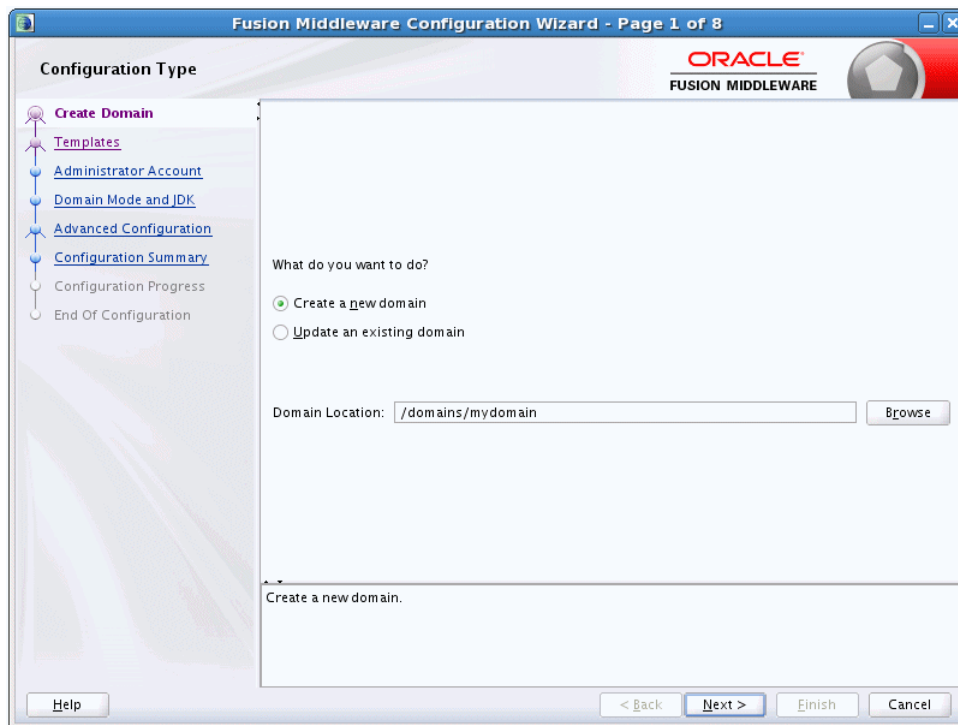 Fusion Middleware Configuration Wizard - Page 1 of 8
Configuration Type
ORACLE
FUSION MIDDLEWARE
Create Domain
Templates
Administrator Account
Domain Mode and JDK
Advanced Configuration
Configuration Summary
Configuration Progress
End Of Configuration
What do you want to do?
Create a new domain
Update an existing domain
Domain Location: /domains/mydomain Browse
Create a new domain.
Help < Back Next > Finish Cancel